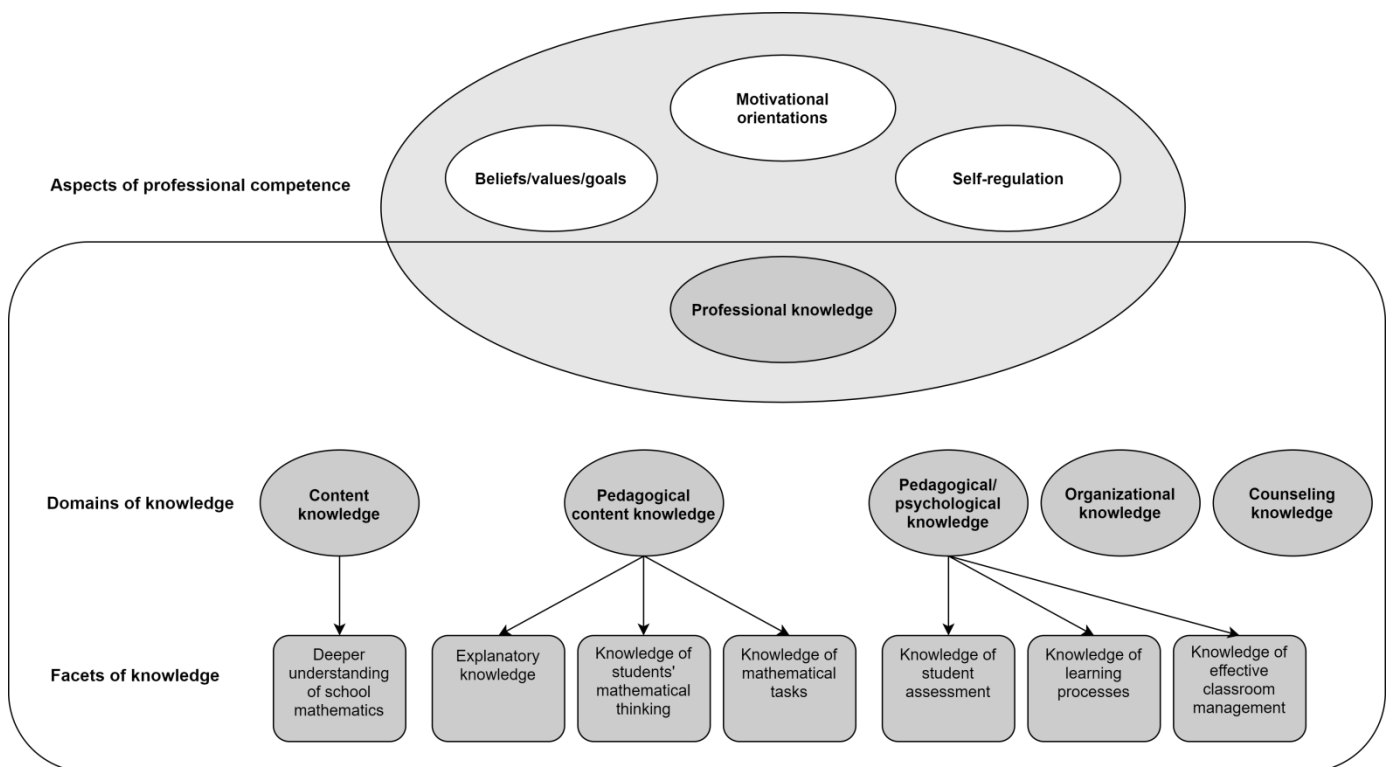 Motivational
orientations
Beliefs/values/goals
Self-regulation
Aspects of professional competence
Professional knowledge
Domains of knowledge
Content
knowledge
Pedagogical
content knowledge
Pedagogical/
psychological
knowledge
Organizational
knowledge
Counseling
knowledge
Facets of knowledge
Deeper
understanding
of school
mathematics
Explanatory
knowledge
Knowledge of
students'
mathematical
thinking
Knowledge of
mathematical
tasks
Knowledge of
student
assessment
Knowledge of
learning
processes
Knowledge of
effective
classroom
management